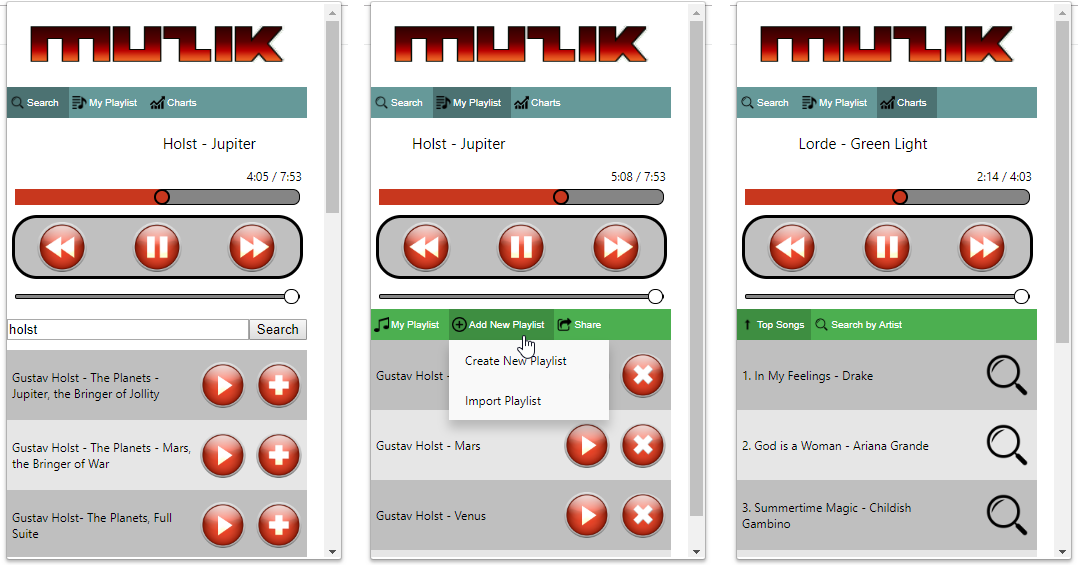 MUZIK
Search My Playlist Charts
Holst - Jupiter
4:05 / 7:53
holst Search
Gustav Holst - The Planets -
Jupiter, the Bringer of Jollity
Gustav Holst - The Planets - Mars,
the Bringer of War
Gustav Holst- The Planets, Full
Suite
MUZIK
Search My Playlist Charts
Holst - Jupiter
5:08 / 7:53
My Playlist Add New Playlist Share
Create New Playlist
Import Playlist
Gustav Holst -
Gustav Holst - Mars
Gustav Holst - Venus
MUZIK
Search My Playlist Charts
Lorde - Green Light
2:14 / 4:03
Top Songs Search by Artist
1. In My Feelings - Drake
2. God is a Woman - Ariana Grande
3. Summertime Magic - Childish
Gambino